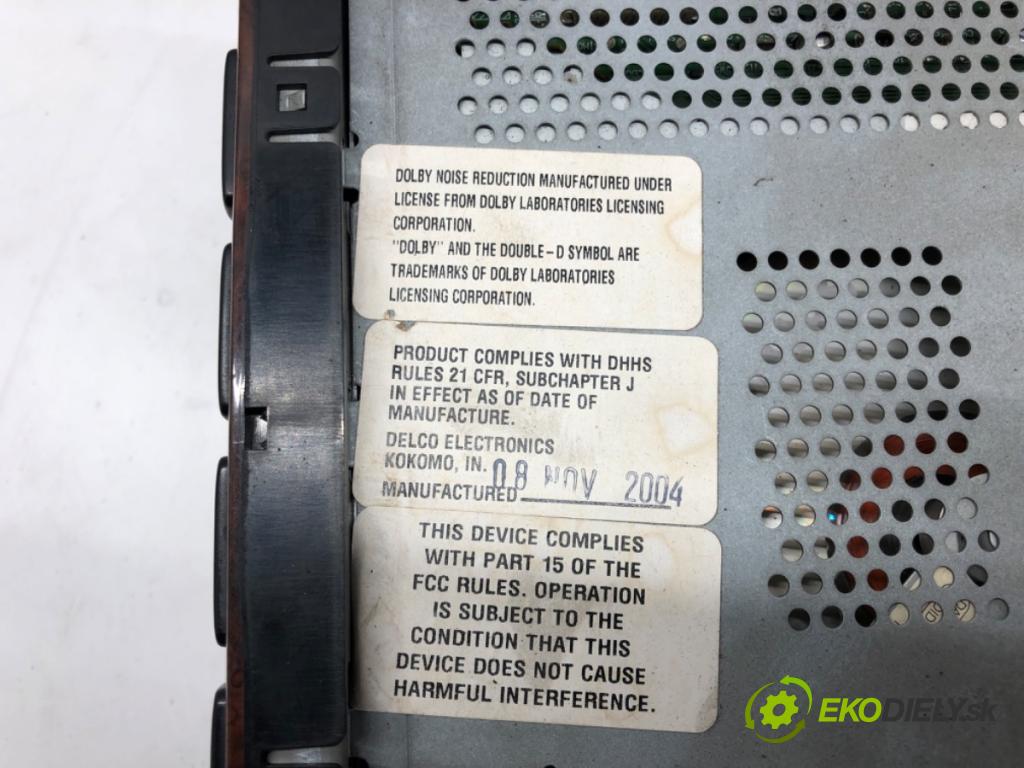 DOLBY NOISE REDUCTION MANUFACTURED UNDER
LICENSE FROM DOLBY LABORATORIES LICENSING
CORPORATION.
"DOLBY" AND THE DOUBLE-D SYMBOL ARE
TRADEMARKS OF DOLBY LABORATORIES
LICENSING CORPORATION.
PRODUCT COMPLIES WITH DHHS
RULES 21 CFR, SUBCHAPTER J
IN EFFECT AS OF DATE OF
MANUFACTURE.
DELCO ELECTRONICS
KOKOMO, IN.
MANUFACTURED 08 NOV 2004
THIS DEVICE COMPLIES
WITH PART 15 OF THE
FCC RULES. OPERATION
IS SUBJECT TO THE
CONDITION THAT THIS
DEVICE DOES NOT CAUSE
HARMFUL INTERFERENCE.
EKODIELY.sk